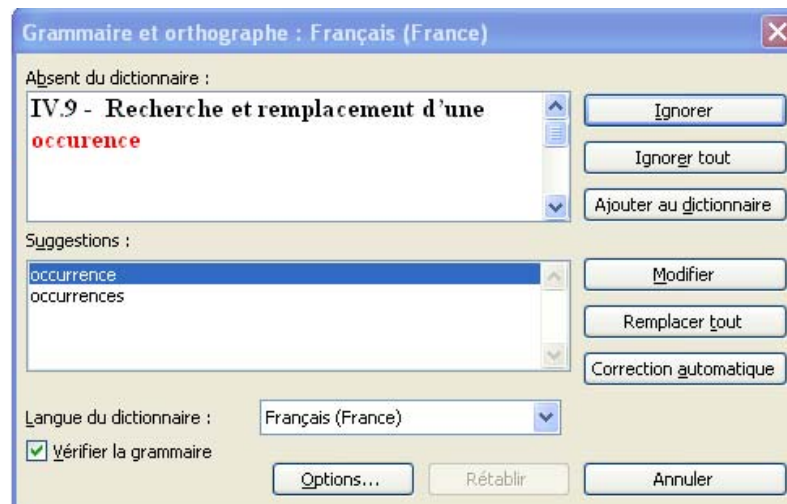 Grammaire et orthographe : Français (France)
Absent du dictionnaire :
IV.9 - Recherche et remplacement d'une
occurence
Ignorer
Ignorer tout
Ajouter au dictionnaire
Suggestions :
occurrence
occurrences
Modifier
Remplacer tout
Correction automatique
Langue du dictionnaire : Français (France)
Vérifier la grammaire
Options... Rétablir Annuler